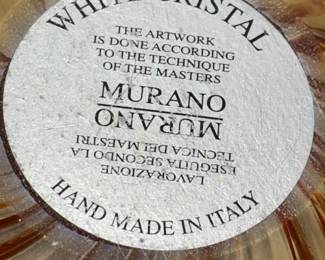 WHITE CRISTAL
THE ARTWORK
IS DONE ACCORDING
TO THE TECHNIQUE
OF THE MASTERS
MURANO
MURANO
LAVORAZIONE
ESEGUITA SECONDO LA
TECNICA DEI MAESTRI
HAND MADE IN ITALY